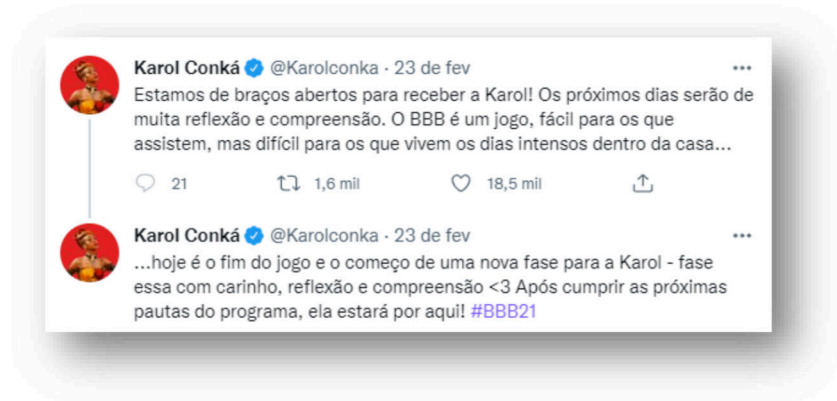 Karol Conká @Karolconka · 23 de fev
Estamos de braços abertos para receber a Karol! Os próximos dias serão de
muita reflexão e compreensão. O BBB é um jogo, fácil para os que
assistem, mas difícil para os que vivem os dias intensos dentro da casa...
21 1,6 mil 18,5 mil
Karol Conká @Karolconka · 23 de fev
...hoje é o fim do jogo e o começo de uma nova fase para a Karol - fase
essa com carinho, reflexão e compreensão <3 Após cumprir as próximas
pautas do programa, ela estará por aqui! #BBB21